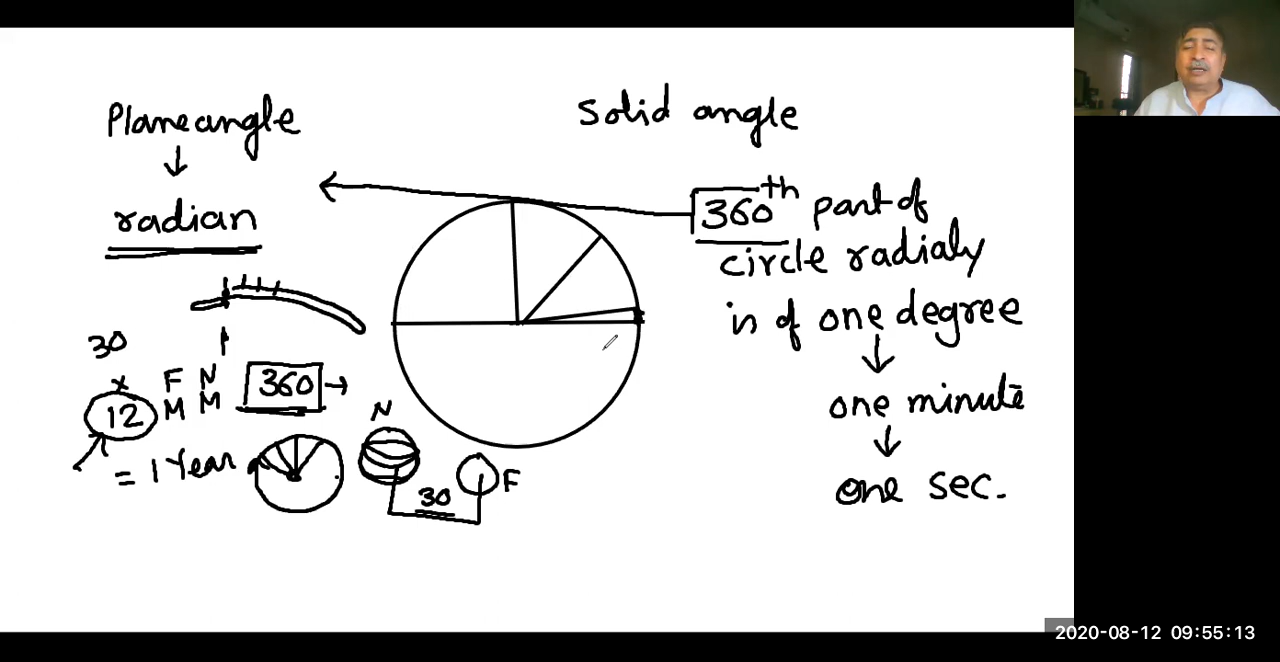 Plane angle
Solid angle
radian
360th part of
circle radialy
is of one degree
one minute
one sec.
30
x
12
F N
M M
360
= 1 Year
N
30
F
2020-08-12 09:55:13